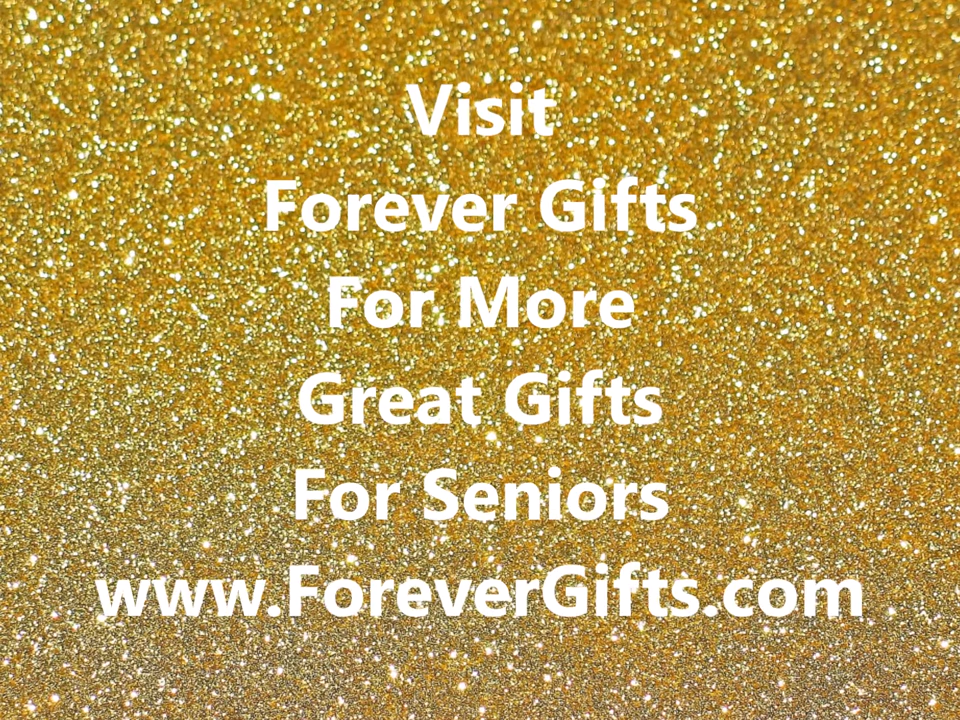 Visit
Forever Gifts
For More
Great Gifts
For Seniors
www.ForeverGifts.com